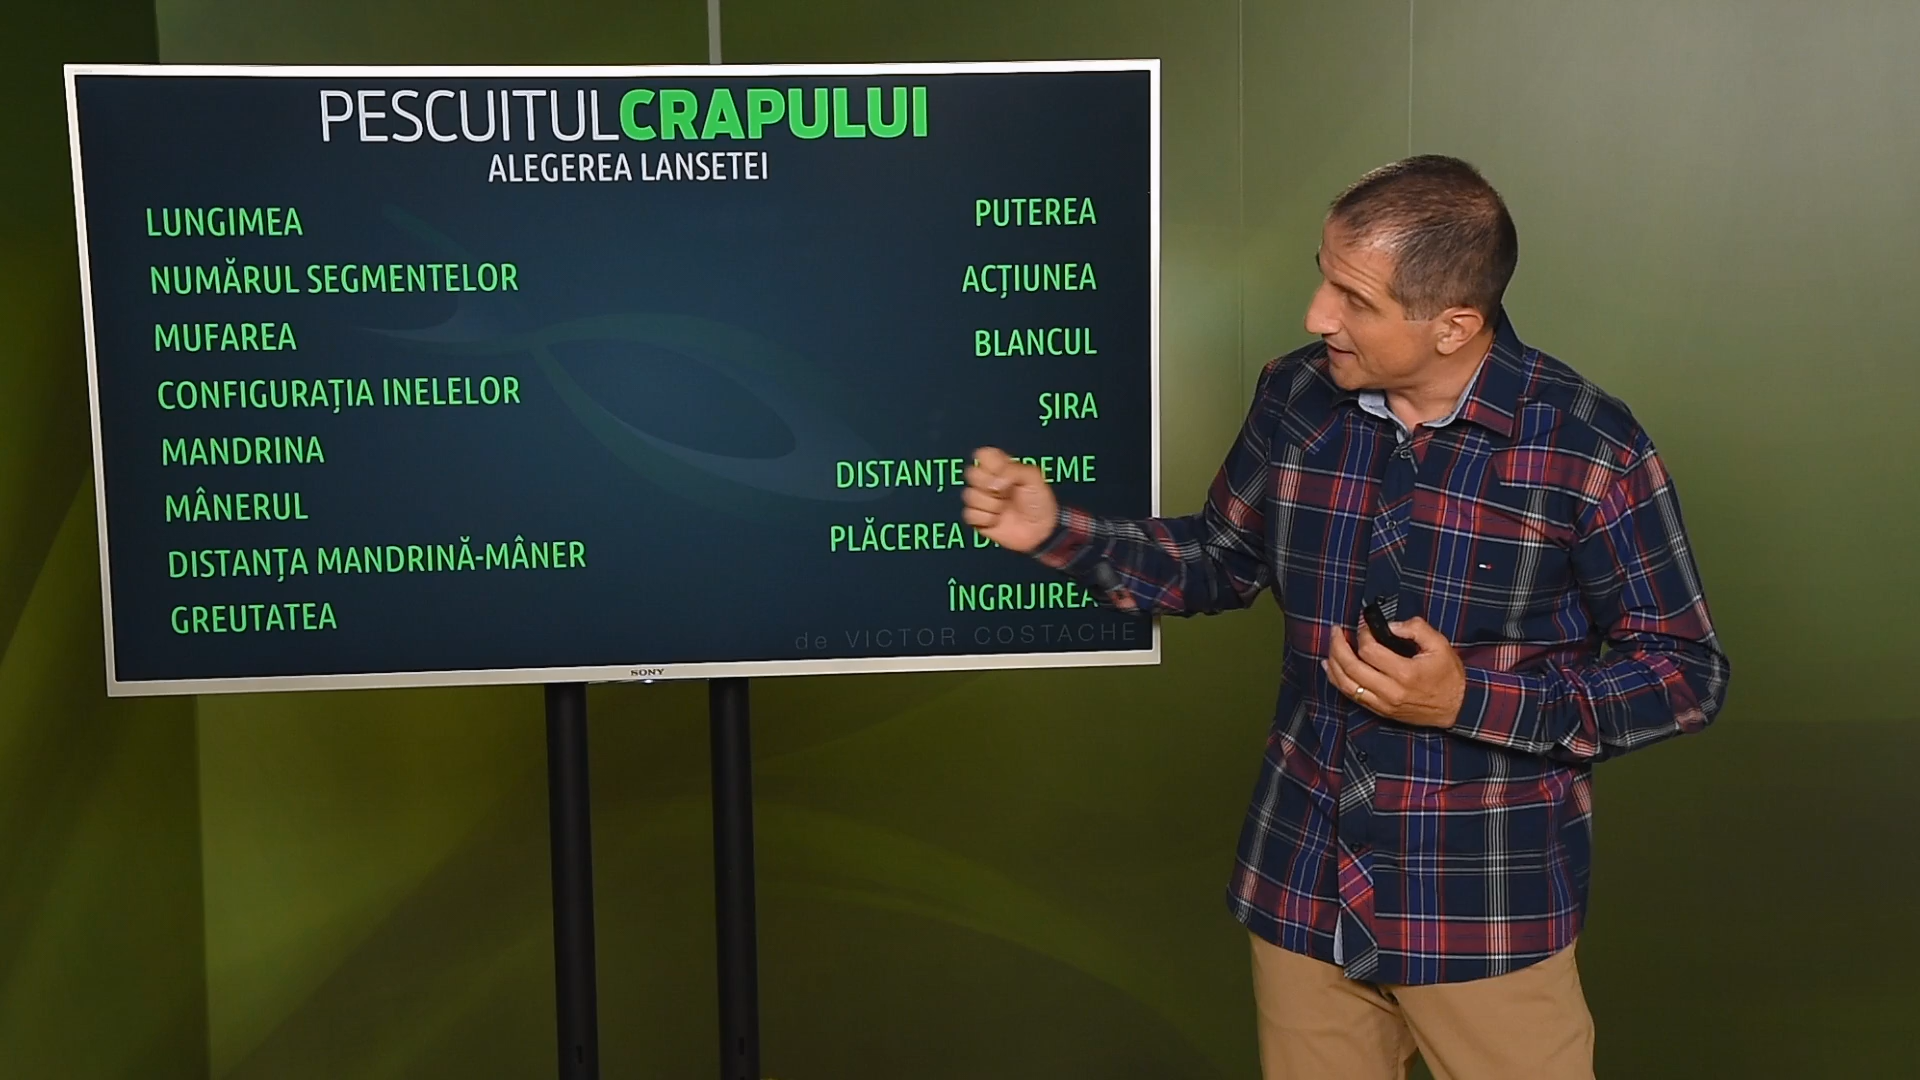 PESCUITULCRAPULUI
ALEGEREA LANSETEI
LUNGIMEA
NUMĂRUL SEGMENTELOR
MUFAREA
CONFIGURAȚIA INELELOR
MANDRINA
MÂNERUL
DISTANȚA MANDRINĂ-MÂNER
GREUTATEA
PUTEREA
ACȚIUNEA
BLANCUL
ȘIRA
DISTANȚE
PLĂCEREA
ÎNGRIJIREA
de VICTOR COSTACHE
SONY